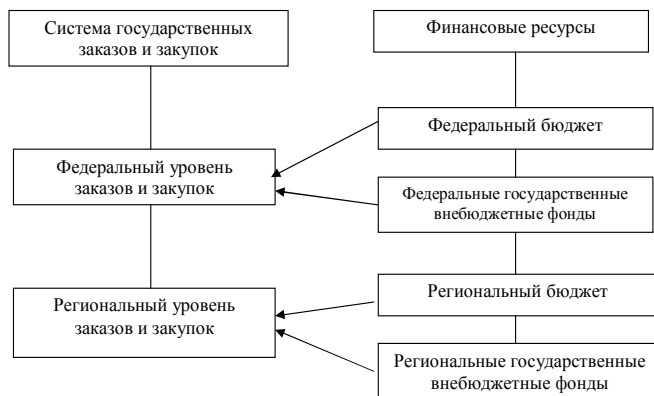 Система государственных
заказов и закупок
Финансовые ресурсы
Федеральный бюджет
Федеральный уровень
заказов и закупок
Федеральные государственные
внебюджетные фонды
Региональный бюджет
Региональный уровень
заказов и закупок
Региональные государственные
внебюджетные фонды